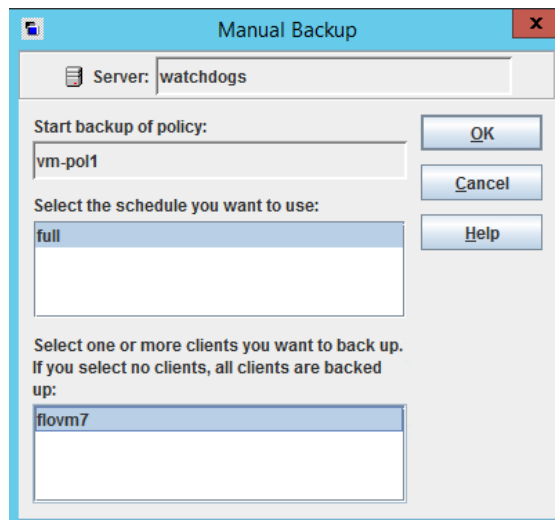 Manual Backup
x
Server: watchdogs
Start backup of policy:
OK
vm-pol1
Cancel
Select the schedule you want to use:
full
Help
Select one or more clients you want to back up.
If you select no clients, all clients are backed
up:
flovm7